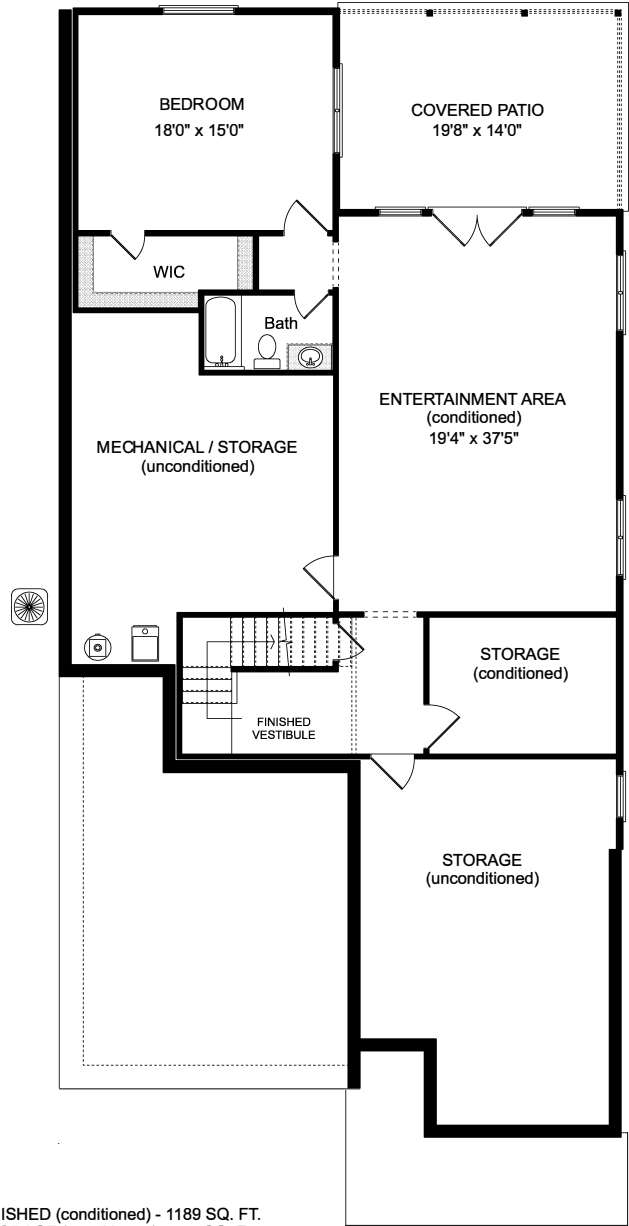 BEDROOM
18'0" x 15'0"
COVERED PATIO
19'8" x 14'0"
WIC
Bath
ENTERTAINMENT AREA
(conditioned)
19'4" x 37'5"
MECHANICAL / STORAGE
(unconditioned)
STORAGE
(conditioned)
FINISHED
VESTIBULE
STORAGE
(unconditioned)
ISHED (conditioned) - 1189 SQ. FT.